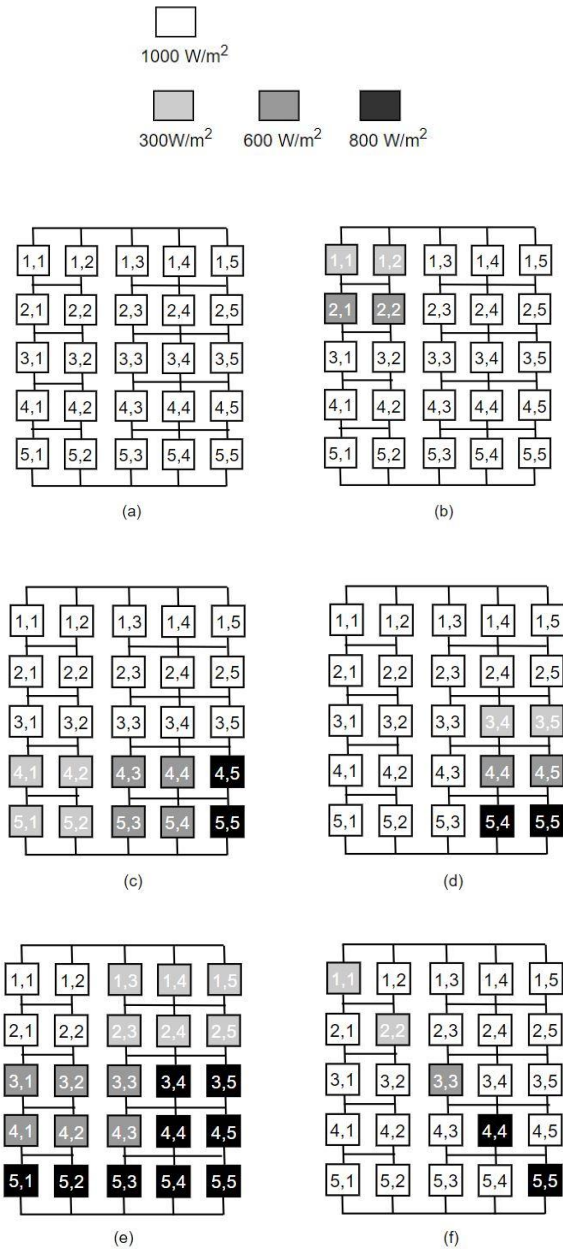 1000 W/m²
300W/m² 600 W/m² 800 W/m²
1,1 1,2 1,3 1,4 1,5 1,1 1,2 1,3 1,4 1,5
2,1 2,2 2,3 2,4 2,5 2,1 2,2 2,3 2,4 2,5
3,1 3,2 3,3 3,4 3,5 3,1 3,2 3,3 3,4 3,5
4,1 4,2 4,3 4,4 4,5 4,1 4,2 4,3 4,4 4,5
5,1 5,2 5,3 5,4 5,5 5,1 5,2 5,3 5,4 5,5
(a) (b)
1,1 1,2 1,3 1,4 1,5 1,1 1,2 1,3 1,4 1,5
2,1 2,2 2,3 2,4 2,5 2,1 2,2 2,3 2,4 2,5
3,1 3,2 3,3 3,4 3,5 3,1 3,2 3,3 3,4 3,5
4,1 4,2 4,3 4,4 4,5 4,1 4,2 4,3 4,4 4,5
5,1 5,2 5,3 5,4 5,5 5,1 5,2 5,3 5,4 5,5
(c) (d)
1,1 1,2 1,3 1,4 1,5 1,1 1,2 1,3 1,4 1,5
2,1 2,2 2,3 2,4 2,5 2,1 2,2 2,3 2,4 2,5
3,1 3,2 3,3 3,4 3,5 3,1 3,2 3,3 3,4 3,5
4,1 4,2 4,3 4,4 4,5 4,1 4,2 4,3 4,4 4,5
5,1 5,2 5,3 5,4 5,5 5,1 5,2 5,3 5,4 5,5
(e) (f)